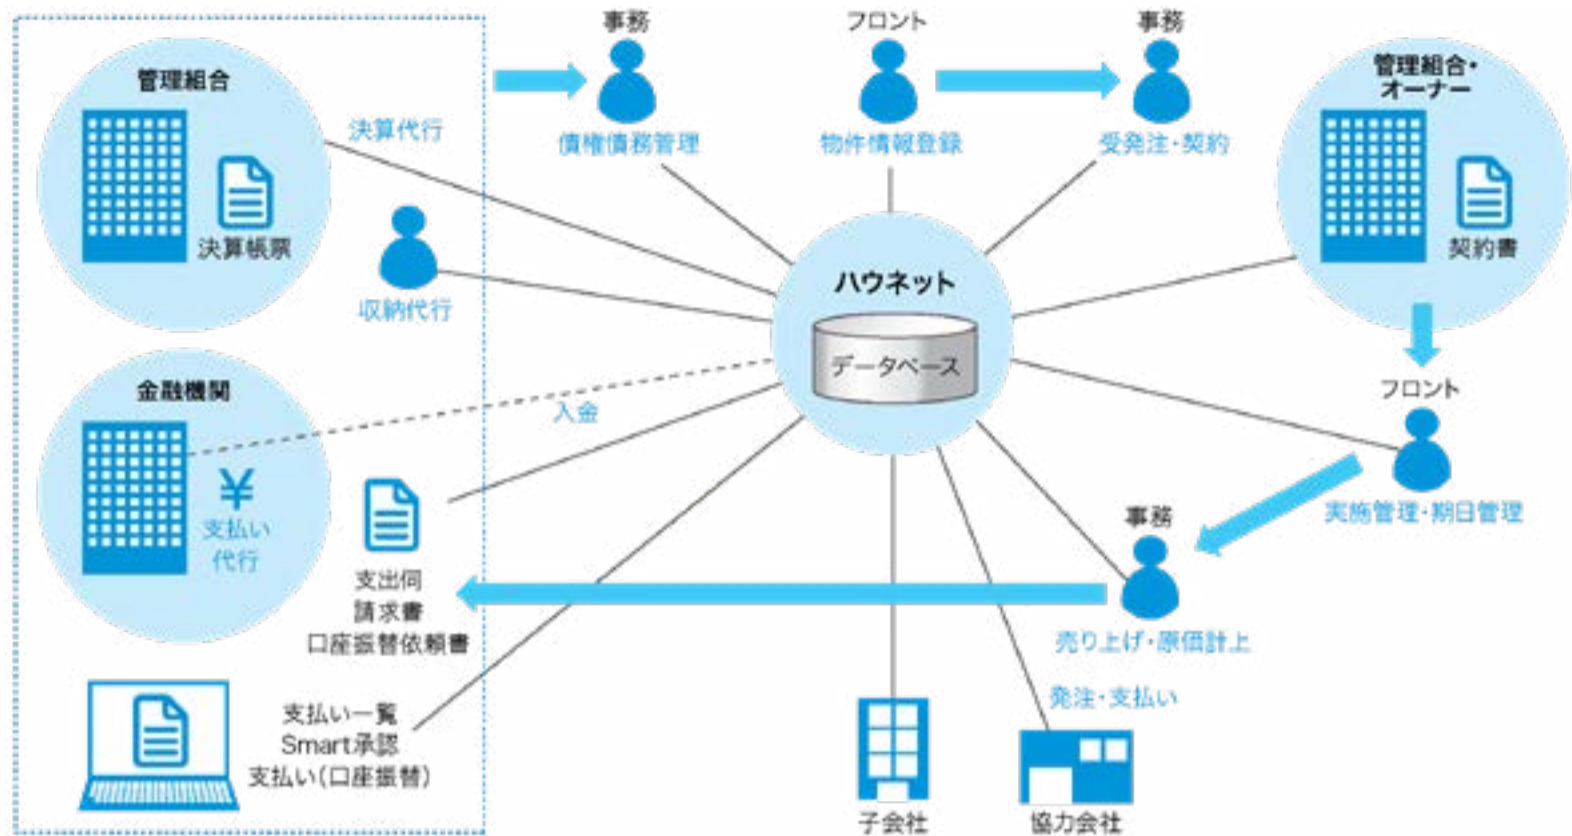 事務
フロント
事務
管理組合
管理組合・
オーナー
決算代行
債権債務管理
物件情報登録
受発注・契約
決算帳票
契約書
収納代行
ハウネット
データベース
金融機関
フロント
入金
¥
支払い
代行
実施管理・期日管理
事務
支出伺
請求書
口座振替依頼書
売り上げ・原価計上
発注・支払い
支払い一覧
Smart承認
支払い(口座振替)
子会社
協力会社